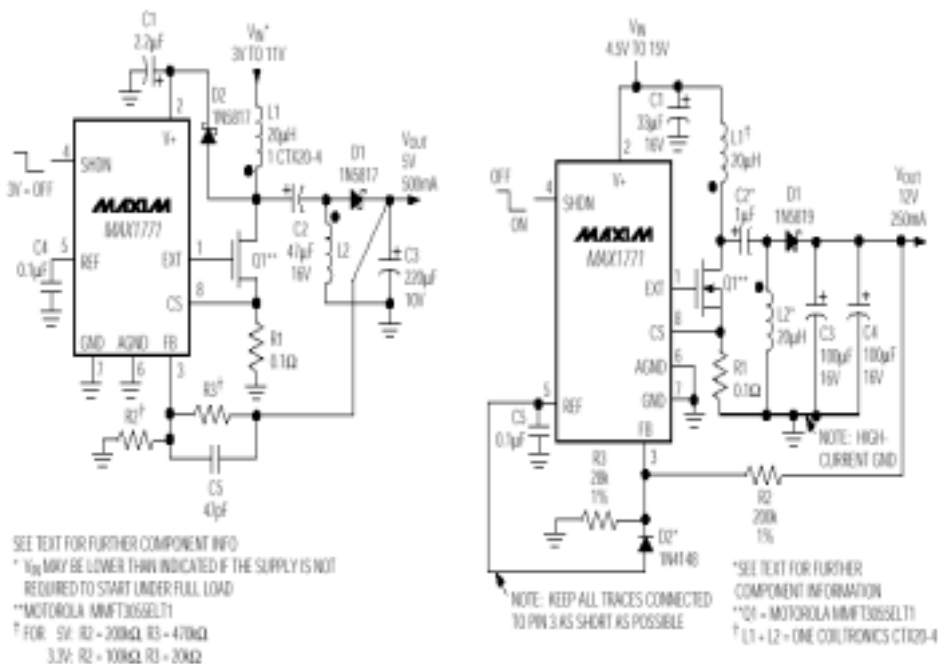 C1
2.2µF
VIN*
3V TO 11V
2
V+
D2
1N5817
L1
20µH
1 CTX20-4
4
SHDN
3V = OFF
MAXIM
MAX1771
D1
1N5817
VOUT
5V
500mA
C2
47µF
16V
L2
C3
220µF
10V
C4
0.1µF
5
REF
EXT
1
Q1**
CS
8
R1
0.1Ω
GND
AGND
FB
7
6
3
R3†
R2†
C5
47pF
SEE TEXT FOR FURTHER COMPONENT INFO
* VIN MAY BE LOWER THAN INDICATED IF THE SUPPLY IS NOT
REQUIRED TO START UNDER FULL LOAD
**MOTOROLA MMFT3055ELT1
† FOR 5V: R2 = 200kΩ, R3 = 470kΩ
3.3V: R2 = 100kΩ, R3 = 20kΩ
VIN
4.5V TO 15V
C1
33µF
16V
2
V+
L1†
20µH
OFF
ON
4
SHDN
MAXIM
MAX1771
C2*
1µF
D1
1N5819
VOUT
12V
250mA
EXT
1
Q1**
L2*
20µH
C3
100µF
16V
C4
100µF
16V
CS
8
R1
0.1Ω
AGND
6
GND
7
5
REF
C5
0.1µF
FB
3
NOTE: HIGH-
CURRENT GND
R3
28k
1%
R2
200k
1%
D2*
1N4148
NOTE: KEEP ALL TRACES CONNECTED
TO PIN 3 AS SHORT AS POSSIBLE
*SEE TEXT FOR FURTHER
COMPONENT INFORMATION
**Q1 = MOTOROLA MMFT3055ELT1
† L1 + L2 = ONE COILTRONICS CTX20-4